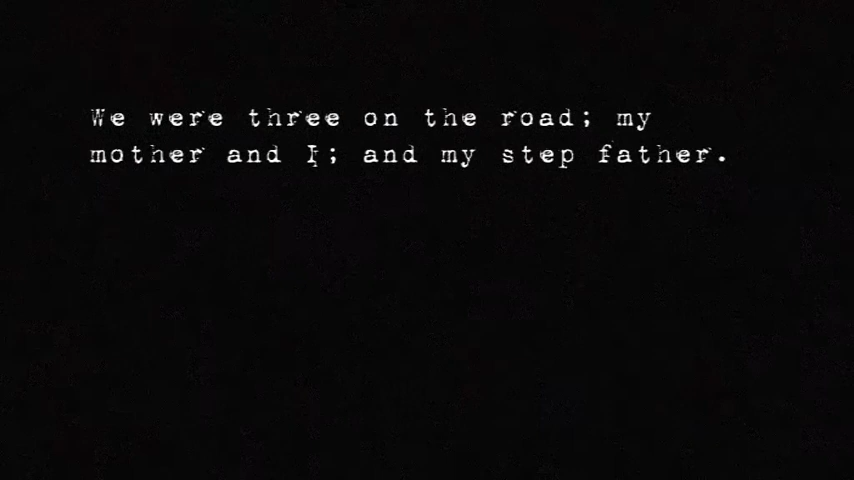 We were three on the road; my
mother and I; and my step father.